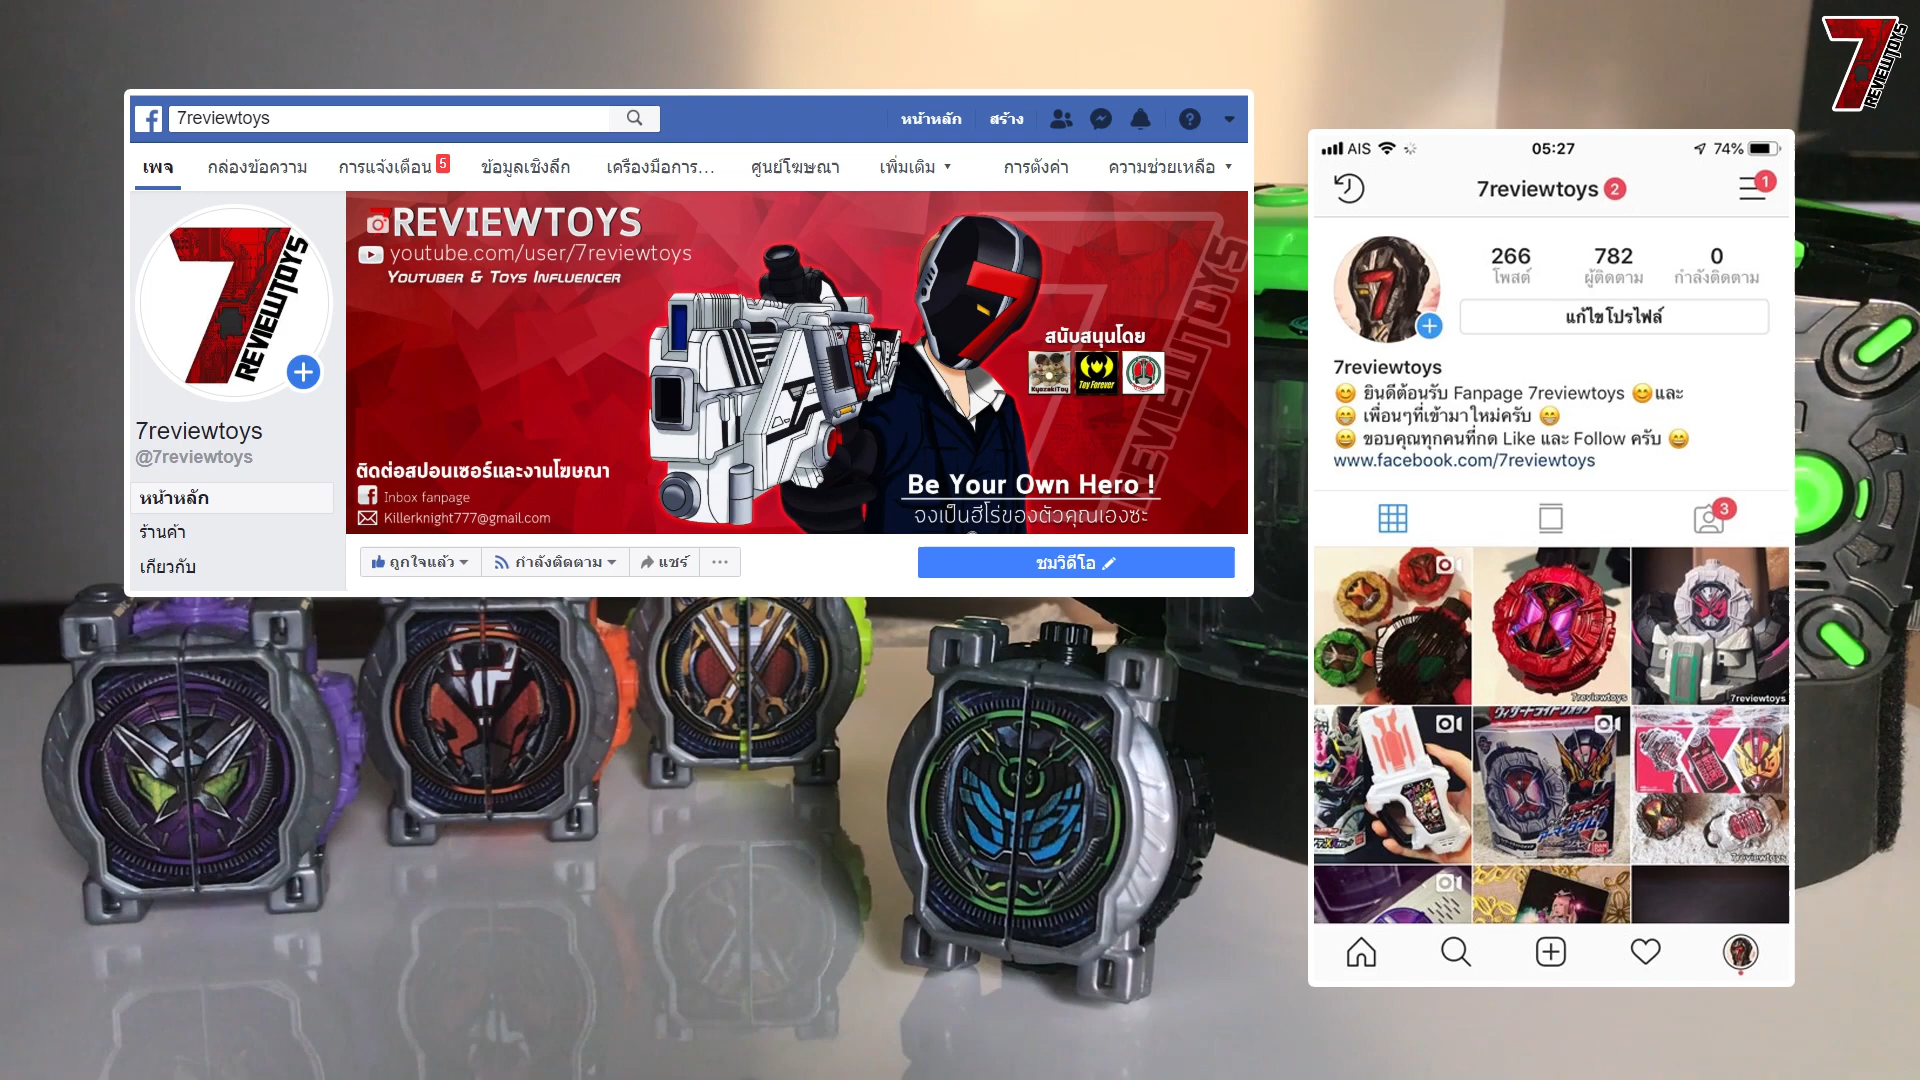 7
REVIEWTOYS
7reviewtoys
หน้าหลัก
สร้าง
เพจ
กล่องข้อความ
การแจ้งเตือน 5
ข้อมูลเชิงลึก
เครื่องมือการ...
ศูนย์โฆษณา
เพิ่มเติม
การตั้งค่า
ความช่วยเหลือ
7
REVIEWTOYS
7reviewtoys
@7reviewtoys
หน้าหลัก
ร้านค้า
เกี่ยวกับ
7REVIEWTOYS
youtube.com/user/7reviewtoys
Youtuber & Toys Influencer
ติดต่อสปอนเซอร์และงานโฆษณา
Inbox fanpage
Killerknight777@gmail.com
สนับสนุนโดย
KyozakiToy
Toy Forever
7REVIEWTOYS
Be Your Own Hero !
จงเป็นฮีโร่ของตัวคุณเองซะ
ถูกใจแล้ว
กำลังติดตาม
แชร์
ชมวิดีโอ
AIS
05:27
74%
7reviewtoys 2
1
266
782
0
โพสต์
ผู้ติดตาม
กำลังติดตาม
แก้ไขโปรไฟล์
7reviewtoys
😊 ยินดีต้อนรับ Fanpage 7reviewtoys 😊และ
😁 เพื่อนๆที่เข้ามาใหม่ครับ 😁
😄 ขอบคุณทุกคนที่กด Like และ Follow ครับ 😄
www.facebook.com/7reviewtoys
3
7reviewtoys
7reviewtoys
7reviewtoys